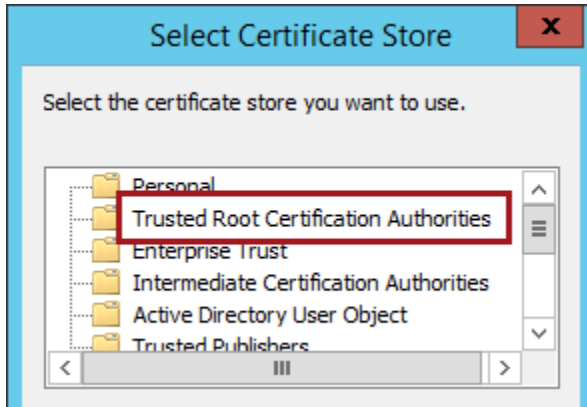 Select Certificate Store
x
Select the certificate store you want to use.
Personal
Trusted Root Certification Authorities
Enterprise Trust
Intermediate Certification Authorities
Active Directory User Object
Trusted Publishers